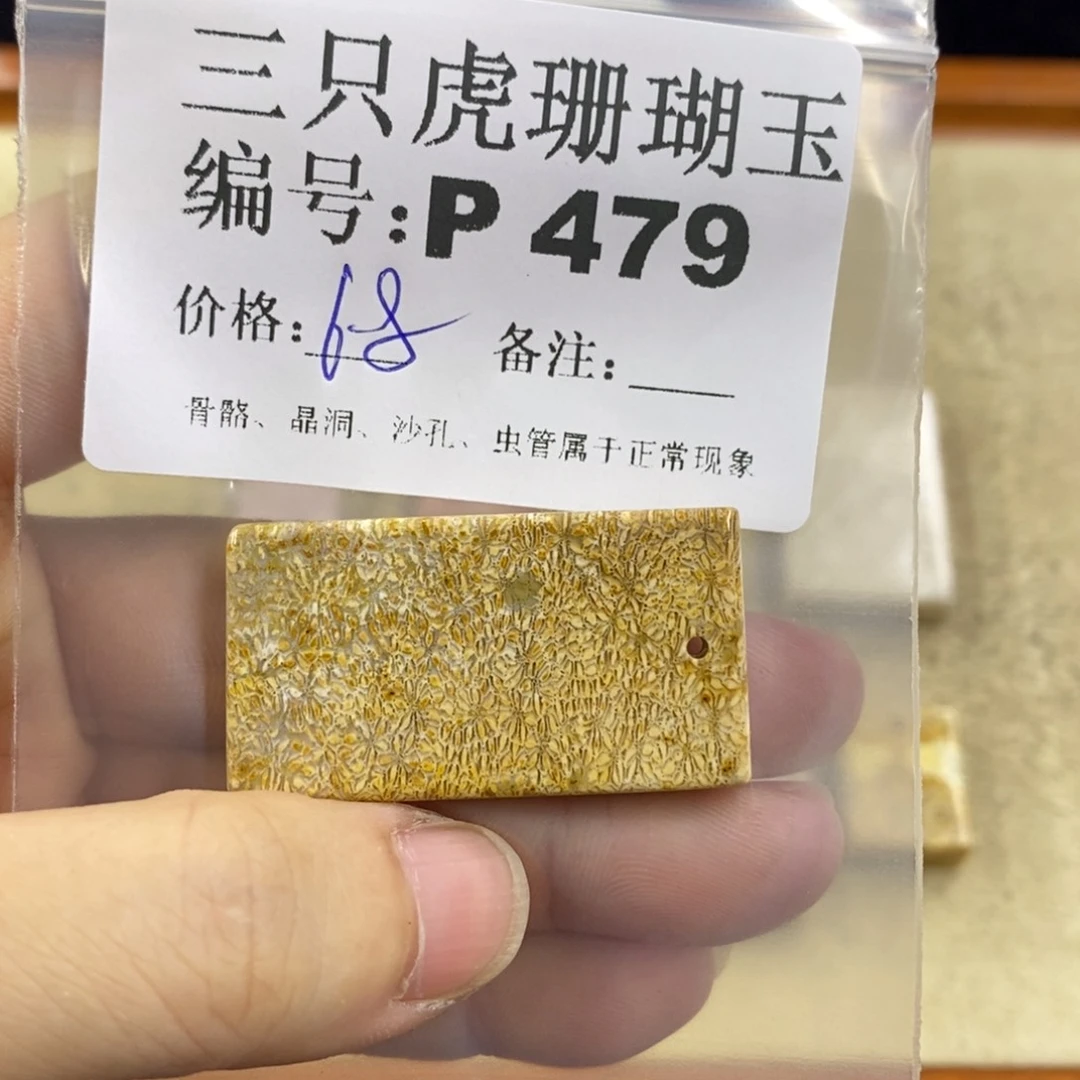 三只虎珊瑚玉
编号:P 479
价格:68 备注:____
骨骼、晶洞、沙孔、虫管属于正常现象